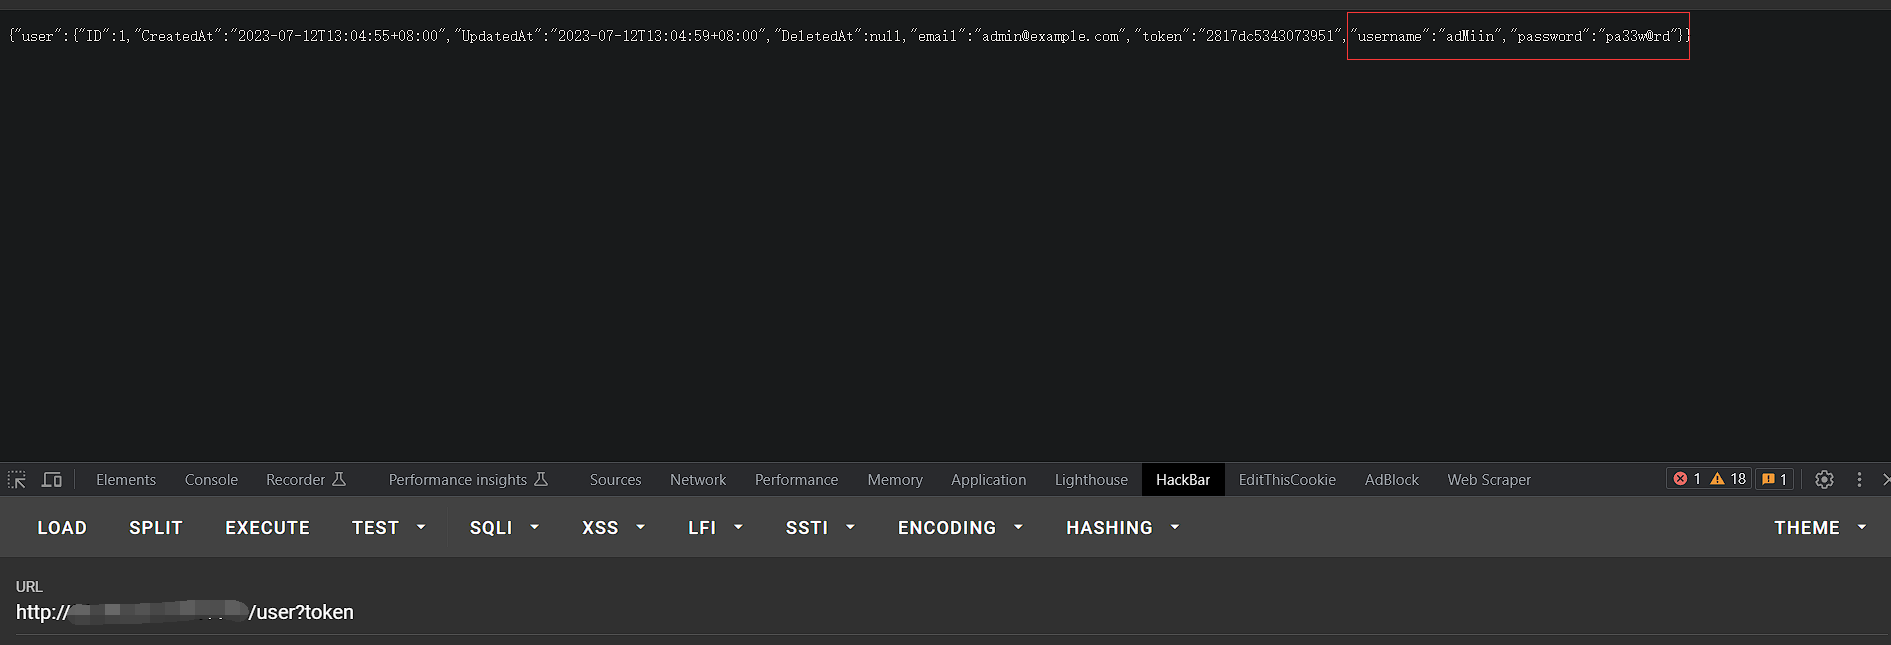 {"user":{"ID":1,"CreatedAt":"2023-07-12T13:04:55+08:00","UpdatedAt":"2023-07-12T13:04:59+08:00","DeletedAt":null,"email":"admin@example.com","token":"2817dc5343073951","username":"adMiin","password":"pa33w@rd"}}
Elements Console Recorder Performance insights Sources Network Performance Memory Application Lighthouse HackBar EditThisCookie AdBlock Web Scraper 1 18 1
LOAD SPLIT EXECUTE TEST SQLI XSS LFI SSTI ENCODING HASHING THEME
URL
http:// /user?token